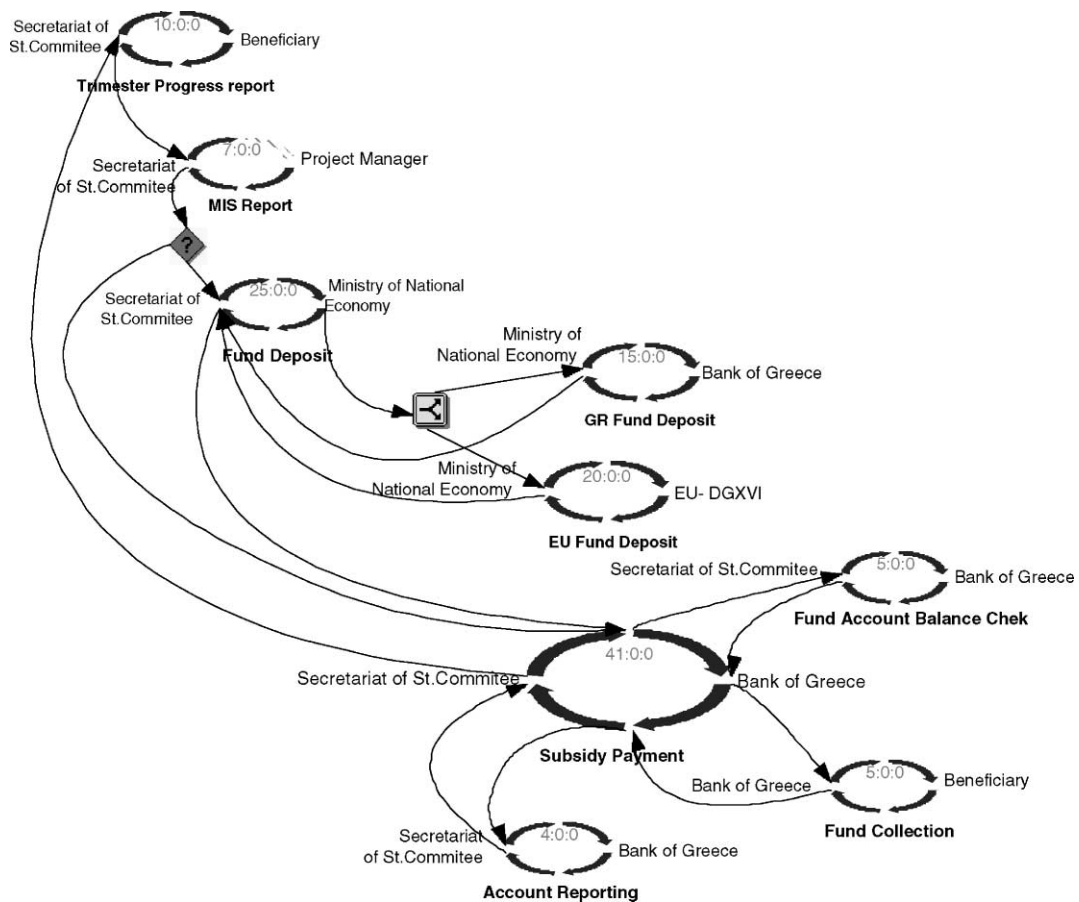 10:0:0
Secretariat of
St.Commitee
Beneficiary
Trimester Progress report
7:0:0
Project Manager
Secretariat
of St.Commitee
MIS Report
?
25:0:0
Ministry of National
Economy
Secretariat of
St.Commitee
Fund Deposit
Ministry of
National Economy
15:0:0
Bank of Greece
GR Fund Deposit
Ministry of
National Economy
20:0:0
EU- DGXVI
EU Fund Deposit
Secretariat of St.Commitee
5:0:0
Bank of Greece
Fund Account Balance Chek
41:0:0
Secretariat of St.Commitee
Bank of Greece
Subsidy Payment
Bank of Greece
5:0:0
Beneficiary
Fund Collection
Secretariat
of St.Commitee
4:0:0
Bank of Greece
Account Reporting